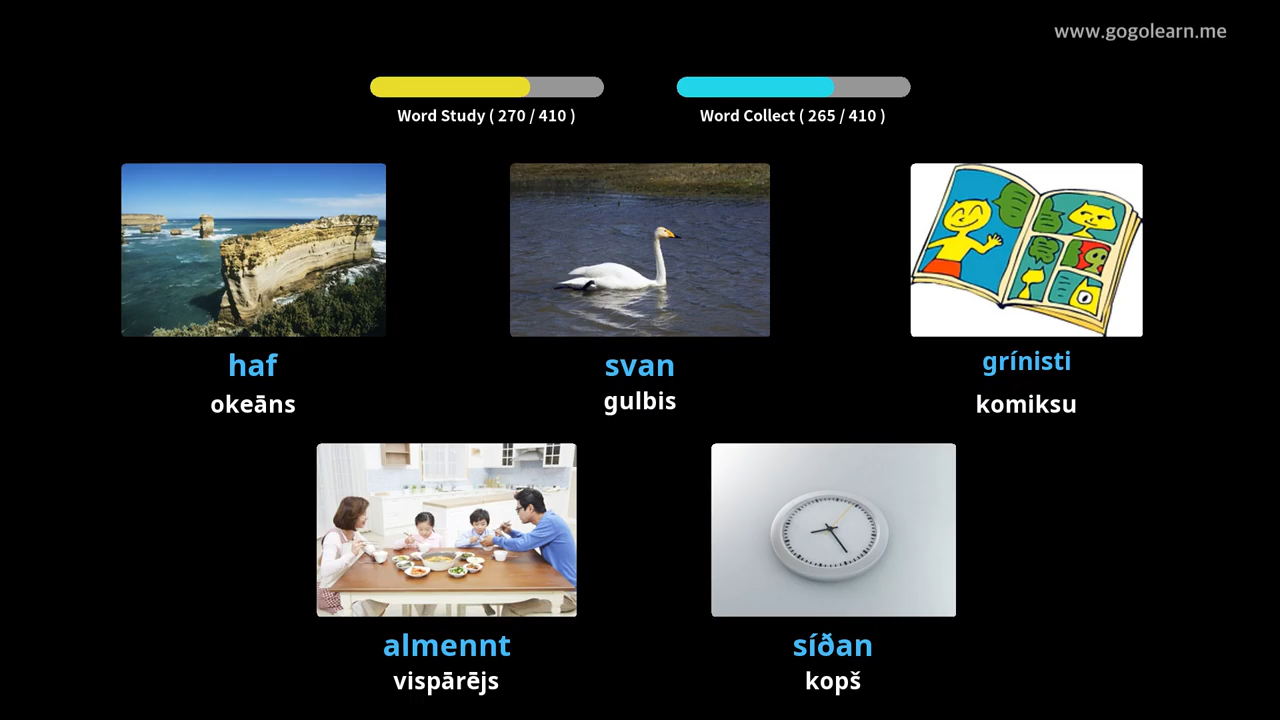 www.gogolearn.me
Word Study ( 270 / 410 )
Word Collect ( 265 / 410 )
haf
okeāns
svan
gulbis
grínisti
komiksu
almennt
vispārējs
síðan
kopš